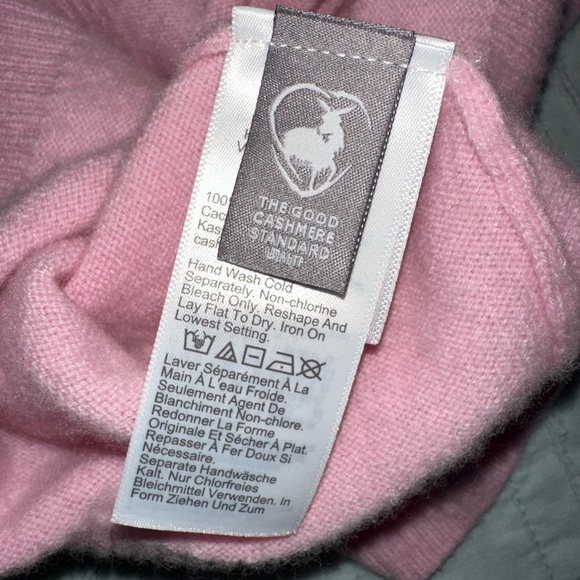 THE GOOD
CASHMERE
STANDARD
100
Cac
Kas
cash
Hand Wash Cold
Separately. Non-chlorine
Bleach Only. Reshape And
Lay Flat To Dry. Iron On
Lowest Setting.
Laver Séparément À La
Main À L'eau Froide.
Seulement Agent De
Blanchiment Non-chlore.
Redonner La Forme
Originale Et Sécher À Plat.
Repasser À Fer Doux Si
Nécessaire.
Separate Handwäsche
Kalt. Nur Chlorfreies
Bleichmittel Verwenden. In
Form Ziehen Und Zum